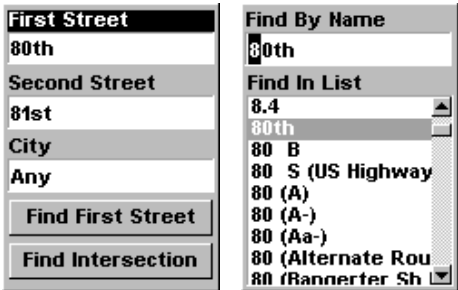 First Street
80th
Second Street
81st
City
Any
Find First Street
Find Intersection
Find By Name
80th
Find In List
8.4
80th
80 B
80 S (US Highway
80 (A)
80 (A-)
80 (Aa-)
80 (Alternate Rou
80 (Bangerter Sh